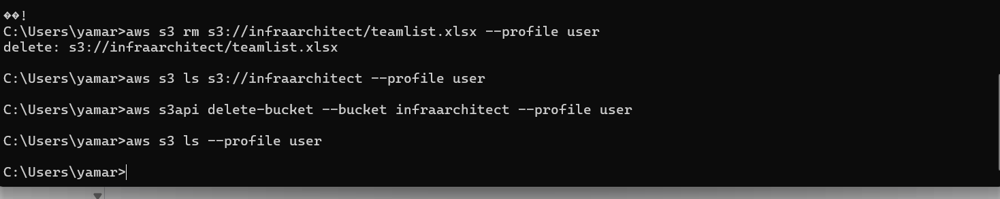 ��!
C:\Users\yamar>aws s3 rm s3://infraarchitect/teamlist.xlsx --profile user
delete: s3://infraarchitect/teamlist.xlsx
C:\Users\yamar>aws s3 ls s3://infraarchitect --profile user
C:\Users\yamar>aws s3api delete-bucket --bucket infraarchitect --profile user
C:\Users\yamar>aws s3 ls --profile user
C:\Users\yamar>